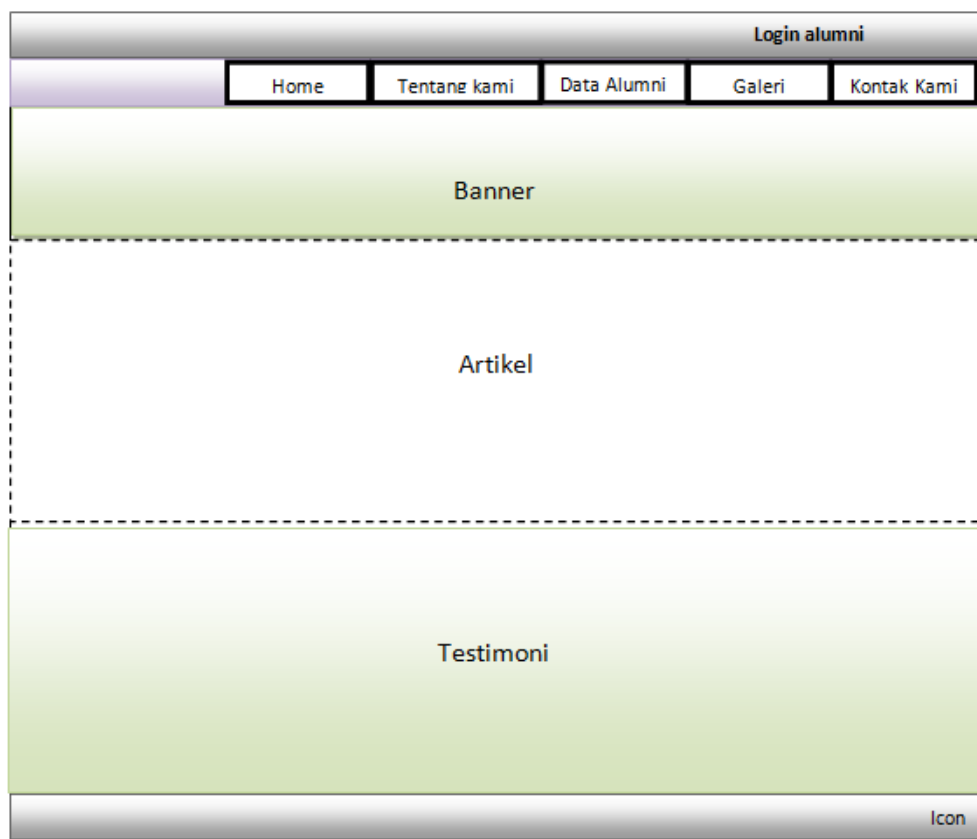 Login alumni
Home Tentang kami Data Alumni Galeri Kontak Kami
Banner
Artikel
Testimoni
Icon